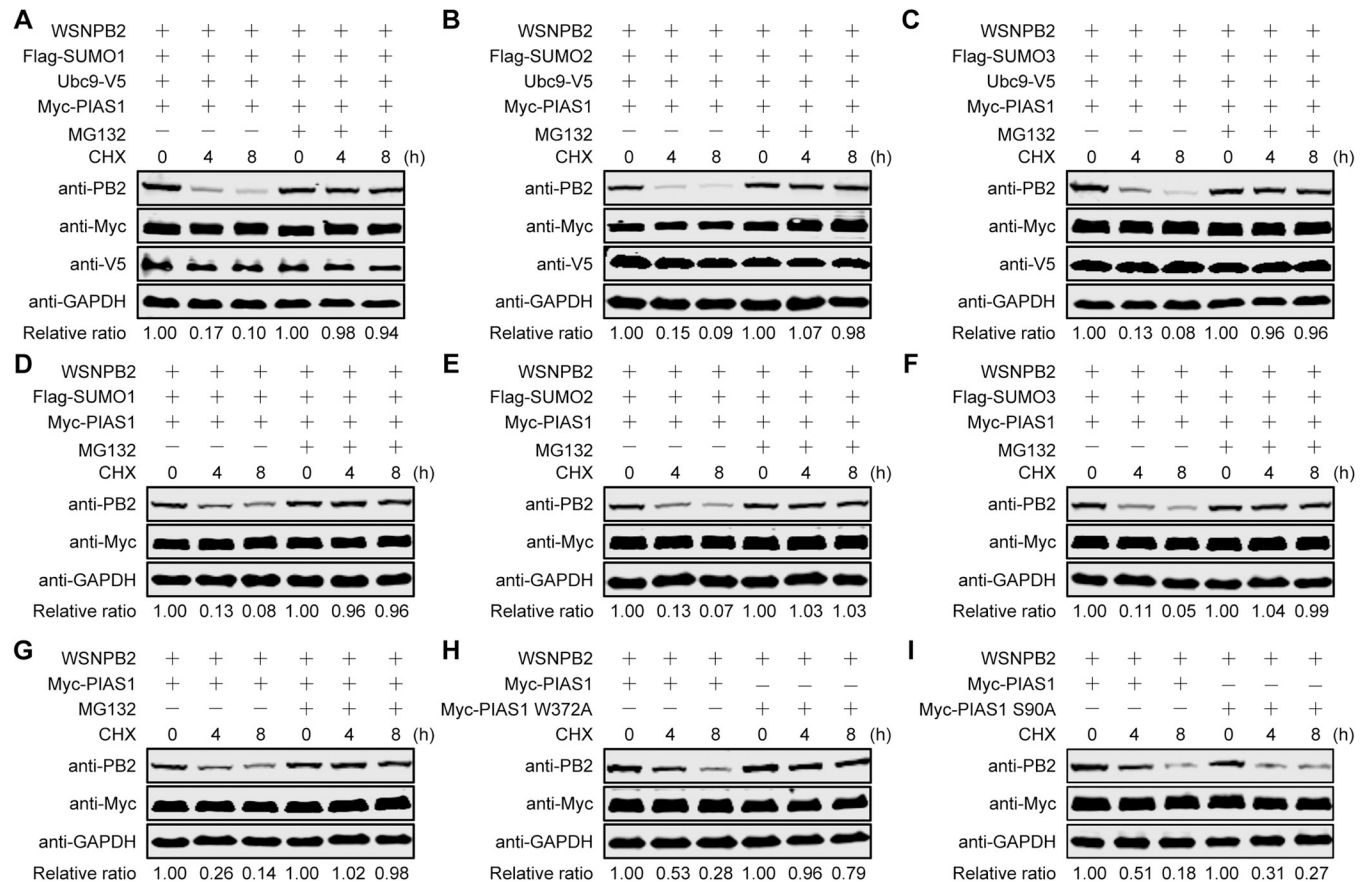 A
WSNPB2 + + + + + +
Flag-SUMO1 + + + + + +
Ubc9-V5 + + + + + +
Myc-PIAS1 + + + + + +
MG132 — — — + + +
CHX 0 4 8 0 4 8 (h)
anti-PB2
anti-Myc
anti-V5
anti-GAPDH
Relative ratio 1.00 0.17 0.10 1.00 0.98 0.94
B
WSNPB2 + + + + + +
Flag-SUMO2 + + + + + +
Ubc9-V5 + + + + + +
Myc-PIAS1 + + + + + +
MG132 — — — + + +
CHX 0 4 8 0 4 8 (h)
anti-PB2
anti-Myc
anti-V5
anti-GAPDH
Relative ratio 1.00 0.15 0.09 1.00 1.07 0.98
C
WSNPB2 + + + + + +
Flag-SUMO3 + + + + + +
Ubc9-V5 + + + + + +
Myc-PIAS1 + + + + + +
MG132 — — — + + +
CHX 0 4 8 0 4 8 (h)
anti-PB2
anti-Myc
anti-V5
anti-GAPDH
Relative ratio 1.00 0.13 0.08 1.00 0.96 0.96
D
WSNPB2 + + + + + +
Flag-SUMO1 + + + + + +
Myc-PIAS1 + + + + + +
MG132 — — — + + +
CHX 0 4 8 0 4 8 (h)
anti-PB2
anti-Myc
anti-GAPDH
Relative ratio 1.00 0.13 0.08 1.00 0.96 0.96
E
WSNPB2 + + + + + +
Flag-SUMO2 + + + + + +
Myc-PIAS1 + + + + + +
MG132 — — — + + +
CHX 0 4 8 0 4 8 (h)
anti-PB2
anti-Myc
anti-GAPDH
Relative ratio 1.00 0.13 0.07 1.00 1.03 1.03
F
WSNPB2 + + + + + +
Flag-SUMO3 + + + + + +
Myc-PIAS1 + + + + + +
MG132 — — — + + +
CHX 0 4 8 0 4 8 (h)
anti-PB2
anti-Myc
anti-GAPDH
Relative ratio 1.00 0.11 0.05 1.00 1.04 0.99
G
WSNPB2 + + + + + +
Myc-PIAS1 + + + + + +
MG132 — — — + + +
CHX 0 4 8 0 4 8 (h)
anti-PB2
anti-Myc
anti-GAPDH
Relative ratio 1.00 0.26 0.14 1.00 1.02 0.98
H
WSNPB2 + + + + + +
Myc-PIAS1 + + + — — —
Myc-PIAS1 W372A — — — + + +
CHX 0 4 8 0 4 8 (h)
anti-PB2
anti-Myc
anti-GAPDH
Relative ratio 1.00 0.53 0.28 1.00 0.96 0.79
I
WSNPB2 + + + + + +
Myc-PIAS1 + + + — — —
Myc-PIAS1 S90A — — — + + +
CHX 0 4 8 0 4 8 (h)
anti-PB2
anti-Myc
anti-GAPDH
Relative ratio 1.00 0.51 0.18 1.00 0.31 0.27